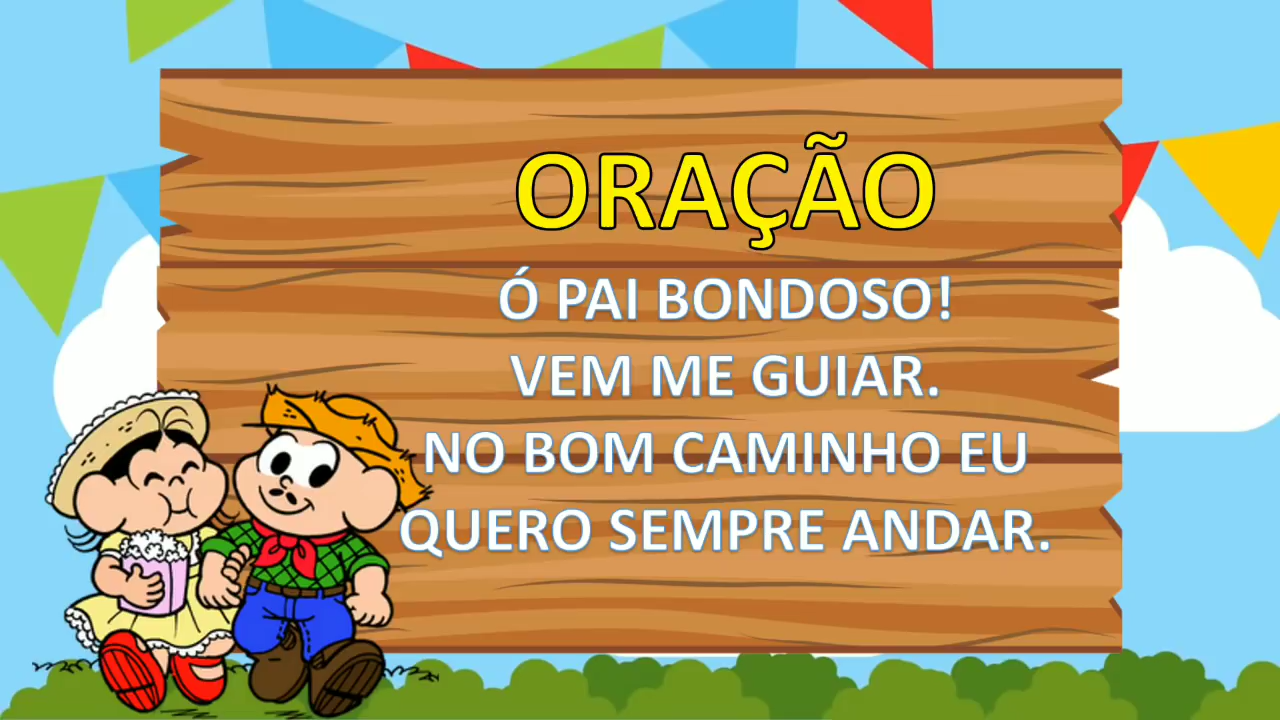 ORAÇÃO
Ó PAI BONDOSO!
VEM ME GUIAR.
NO BOM CAMINHO EU
QUERO SEMPRE ANDAR.